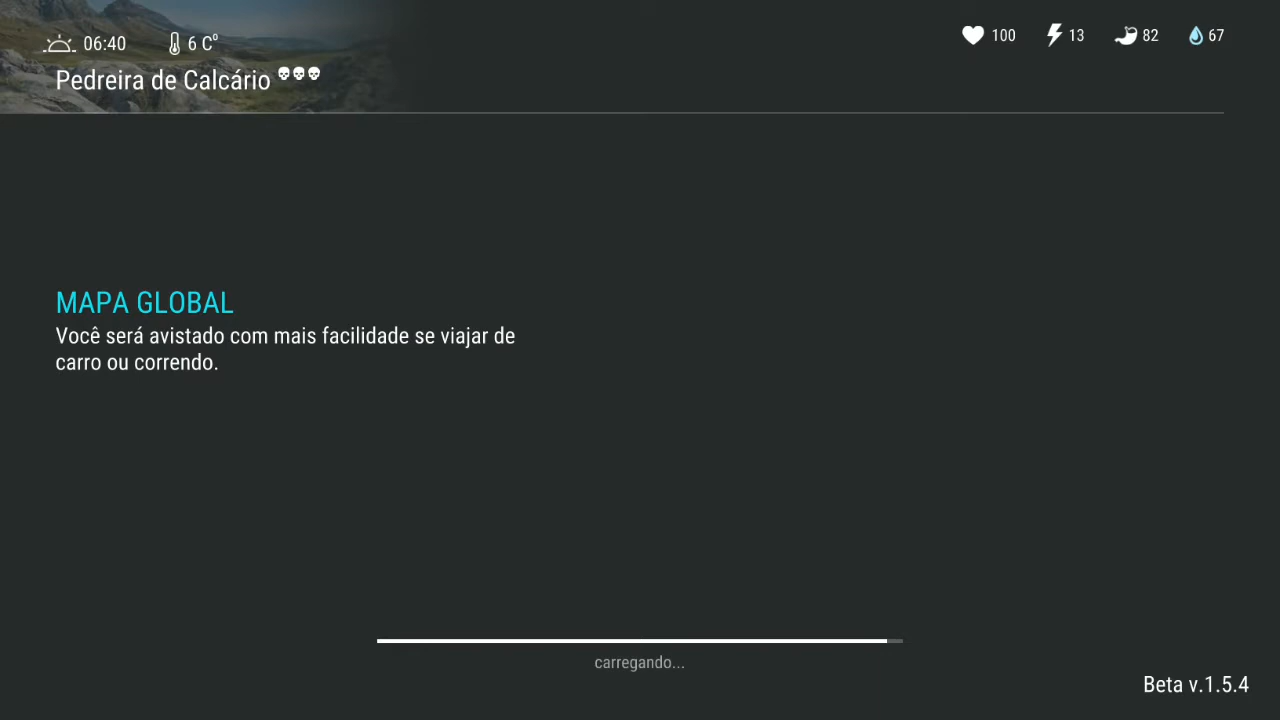 06:40 6 Cº
100 13 82 67
Pedreira de Calcário
MAPA GLOBAL
Você será avistado com mais facilidade se viajar de
carro ou correndo.
carregando...
Beta v.1.5.4